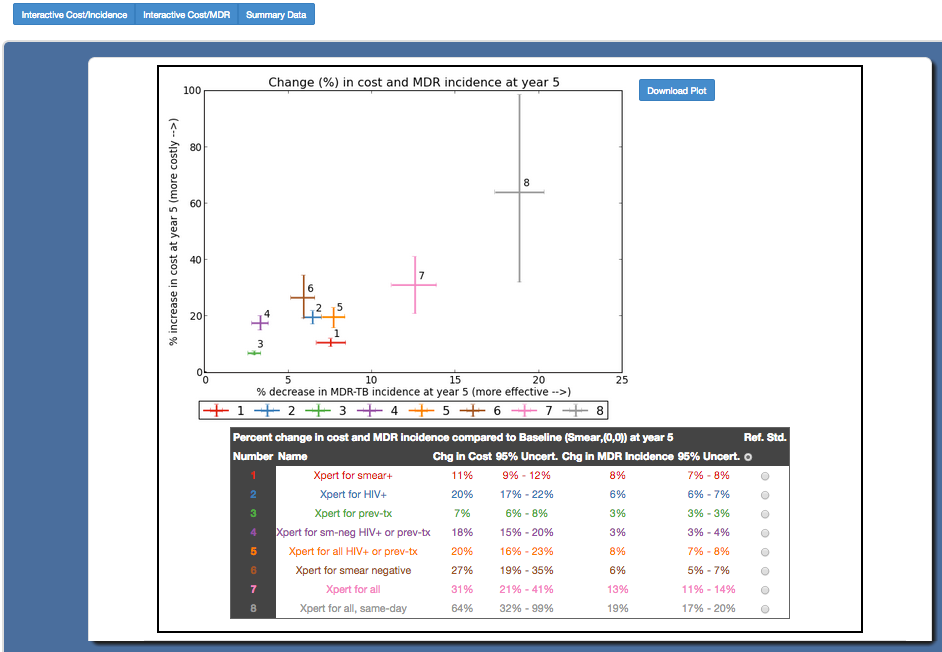 Interactive Cost/Incidence Interactive Cost/MDR Summary Data
Change (%) in cost and MDR incidence at year 5
Download Plot
% increase in cost at year 5 (more costly -->)
100
80
60
40
20
0
8
7
6
2
5
4
1
3
0 5 10 15 20 25
% decrease in MDR-TB incidence at year 5 (more effective -->)
1 2 3 4 5 6 7 8
Percent change in cost and MDR incidence compared to Baseline (Smear,(0,0)) at year 5 Ref. Std.
Number Name Chg in Cost 95% Uncert. Chg in MDR Incidence 95% Uncert.
1 Xpert for smear+ 11% 9% - 12% 8% 7% - 8%
2 Xpert for HIV+ 20% 17% - 22% 6% 6% - 7%
3 Xpert for prev-tx 7% 6% - 8% 3% 3% - 3%
4 Xpert for sm-neg HIV+ or prev-tx 18% 15% - 20% 3% 3% - 4%
5 Xpert for all HIV+ or prev-tx 20% 16% - 23% 8% 7% - 8%
6 Xpert for smear negative 27% 19% - 35% 6% 5% - 7%
7 Xpert for all 31% 21% - 41% 13% 11% - 14%
8 Xpert for all, same-day 64% 32% - 99% 19% 17% - 20%